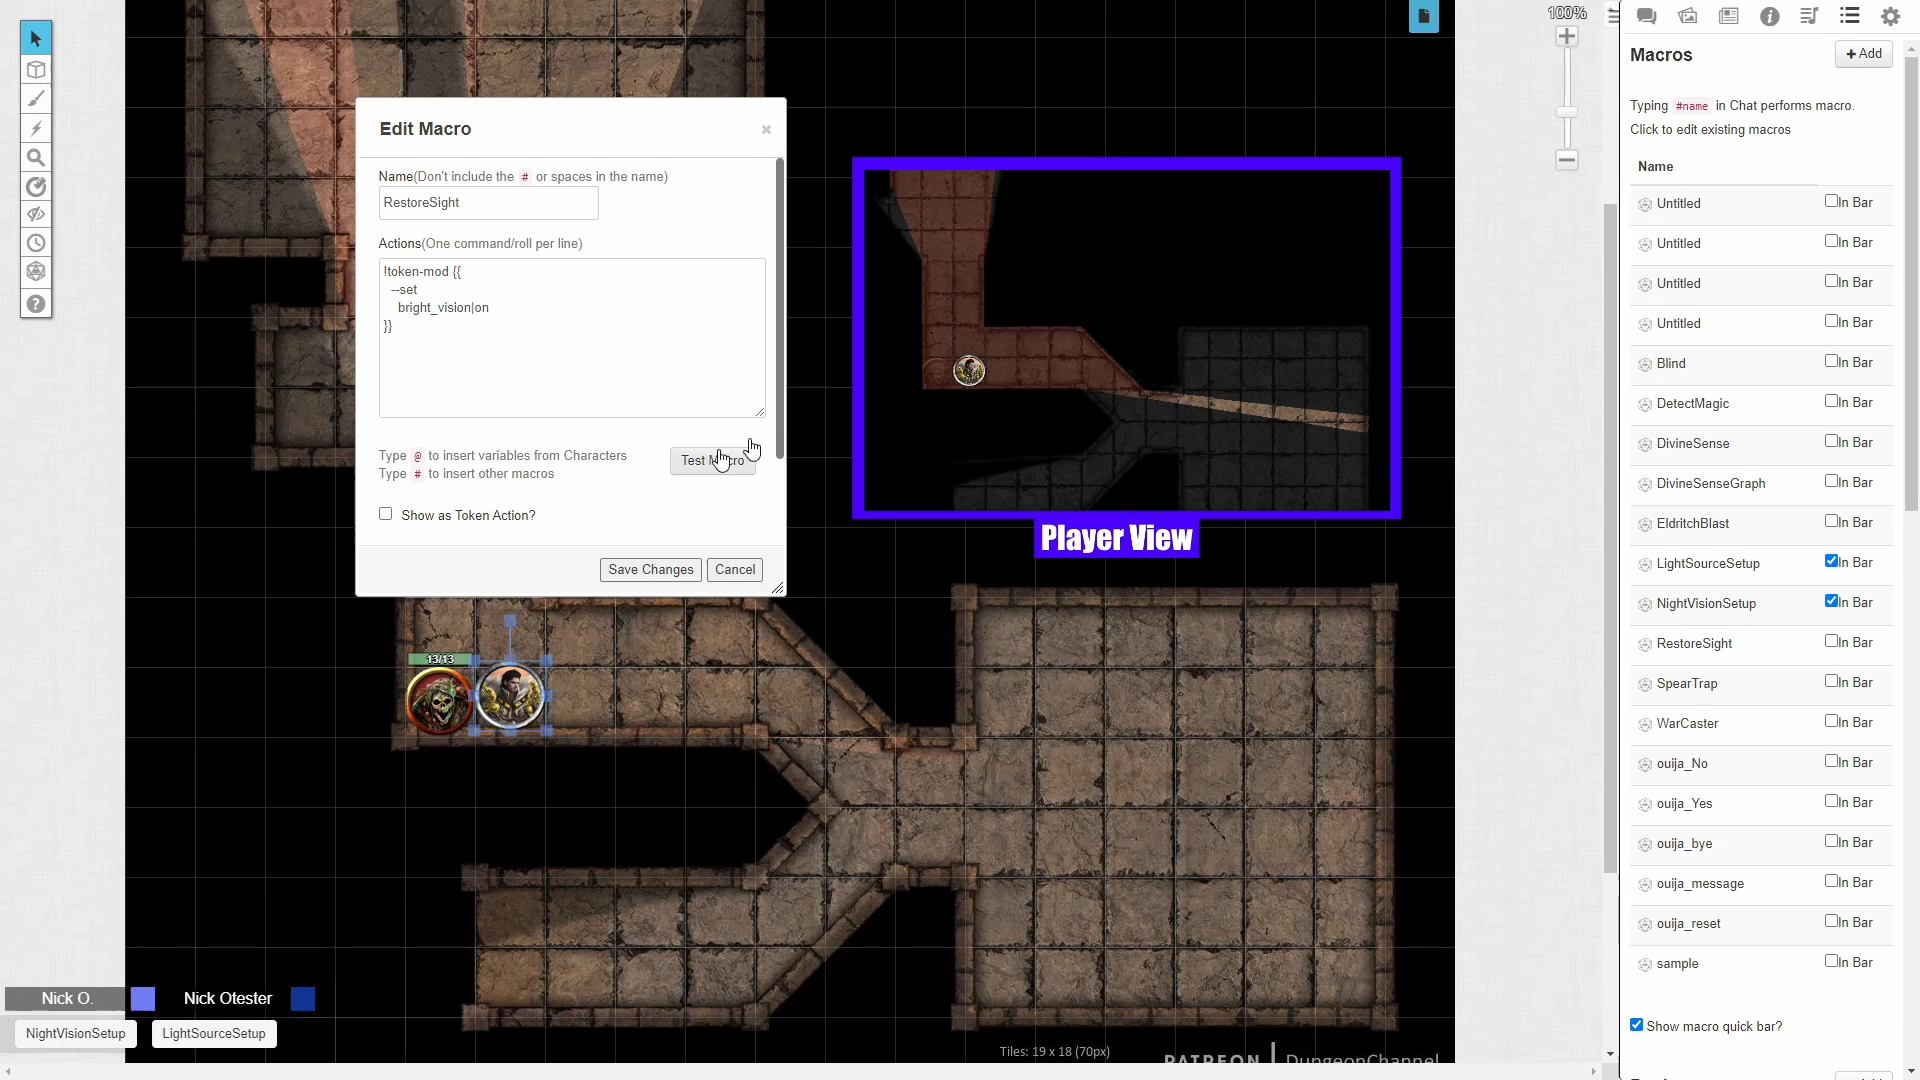 100%
Macros
+ Add
Typing #name in Chat performs macro.
Click to edit existing macros
Name
Untitled In Bar
Untitled In Bar
Untitled In Bar
Untitled In Bar
Blind In Bar
DetectMagic In Bar
DivineSense In Bar
DivineSenseGraph In Bar
EldritchBlast In Bar
LightSourceSetup In Bar
NightVisionSetup In Bar
RestoreSight In Bar
SpearTrap In Bar
WarCaster In Bar
ouija_No In Bar
ouija_Yes In Bar
ouija_bye In Bar
ouija_message In Bar
ouija_reset In Bar
sample In Bar
Show macro quick bar?
Edit Macro
Name(Don't include the # or spaces in the name)
RestoreSight
Actions(One command/roll per line)
!token-mod {{
--set
bright_vision|on
}}
Type @ to insert variables from Characters
Type # to insert other macros
Test
Show as Token Action?
Save Changes Cancel
Player View
13/13
Nick O. Nick Otester
NightVisionSetup LightSourceSetup
Tiles: 19 x 18 (70px)
PATREON | DungeonChannel